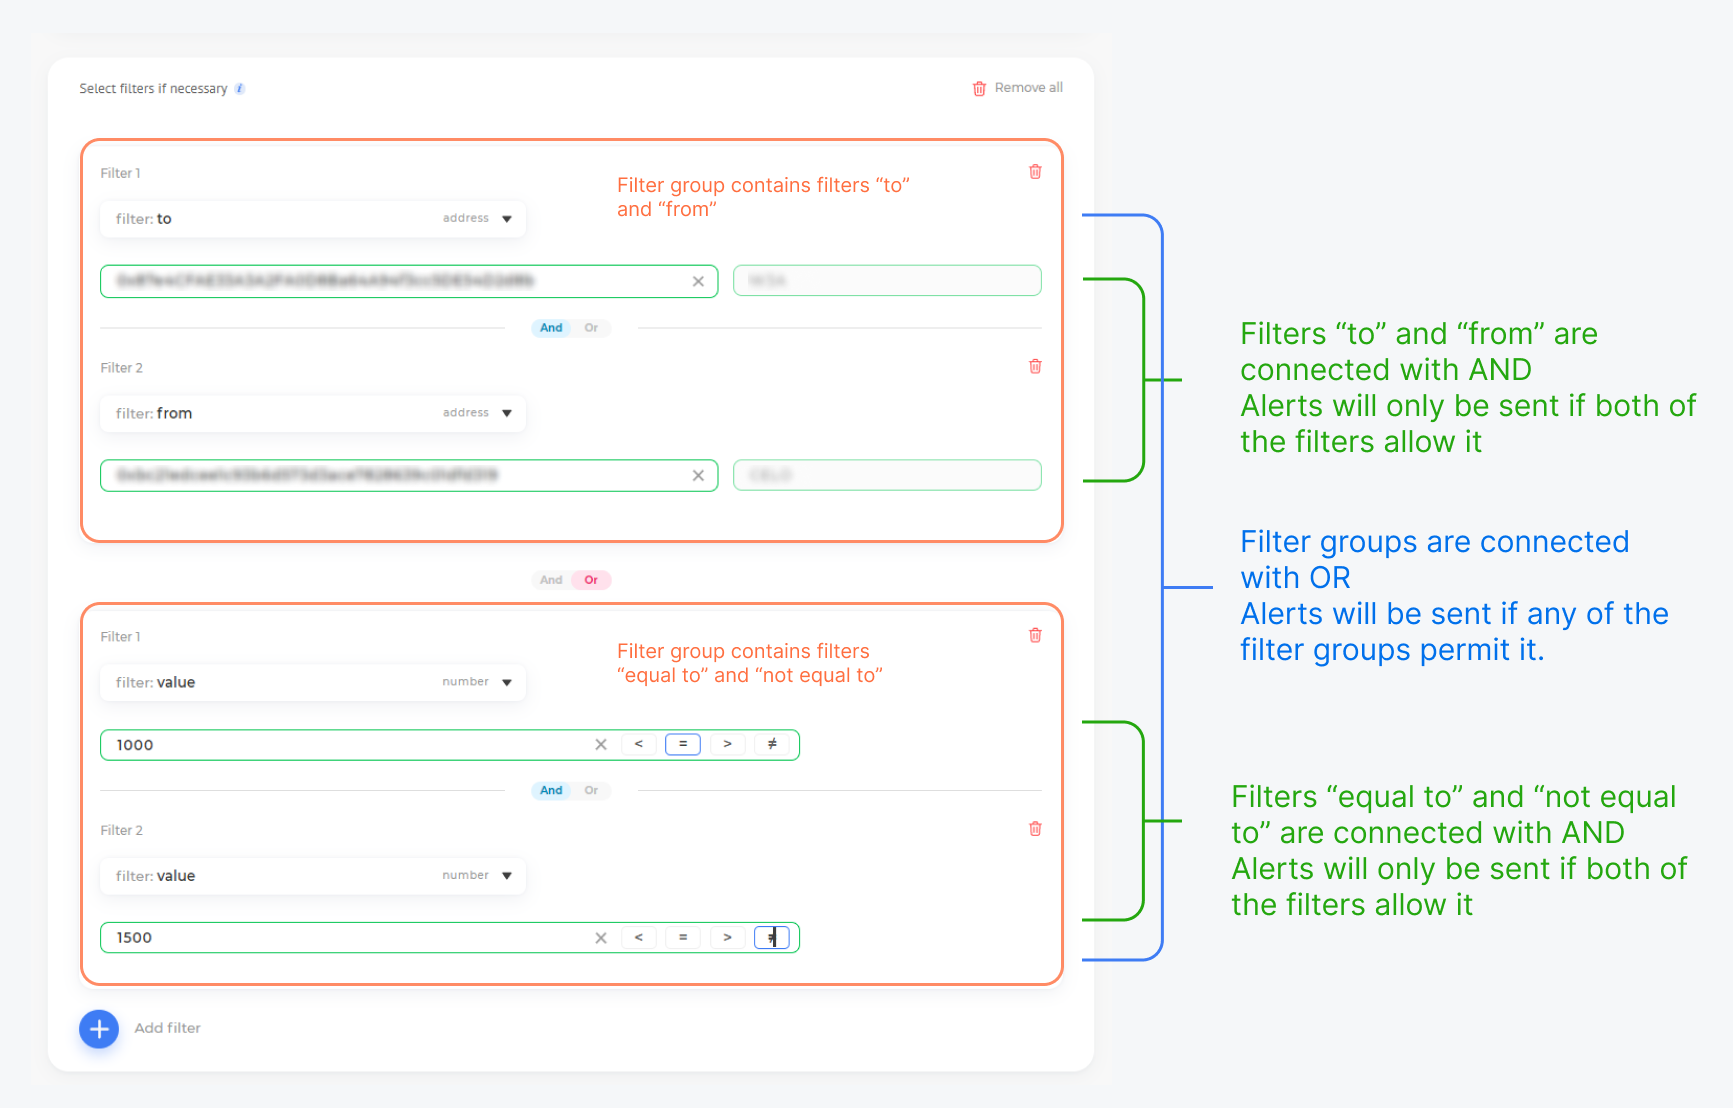 Select filters if necessary i
Remove all
Filter 1
Filter group contains filters “to”
and “from”
filter: to address
And Or
Filter 2
filter: from address
And Or
Filter 1
Filter group contains filters
“equal to” and “not equal to”
filter: value number
1000 < = > ≠
And Or
Filter 2
filter: value number
1500 < = > ≠
Add filter
Filters “to” and “from” are
connected with AND
Alerts will only be sent if both of
the filters allow it
Filter groups are connected
with OR
Alerts will be sent if any of the
filter groups permit it.
Filters “equal to” and “not equal
to” are connected with AND
Alerts will only be sent if both of
the filters allow it